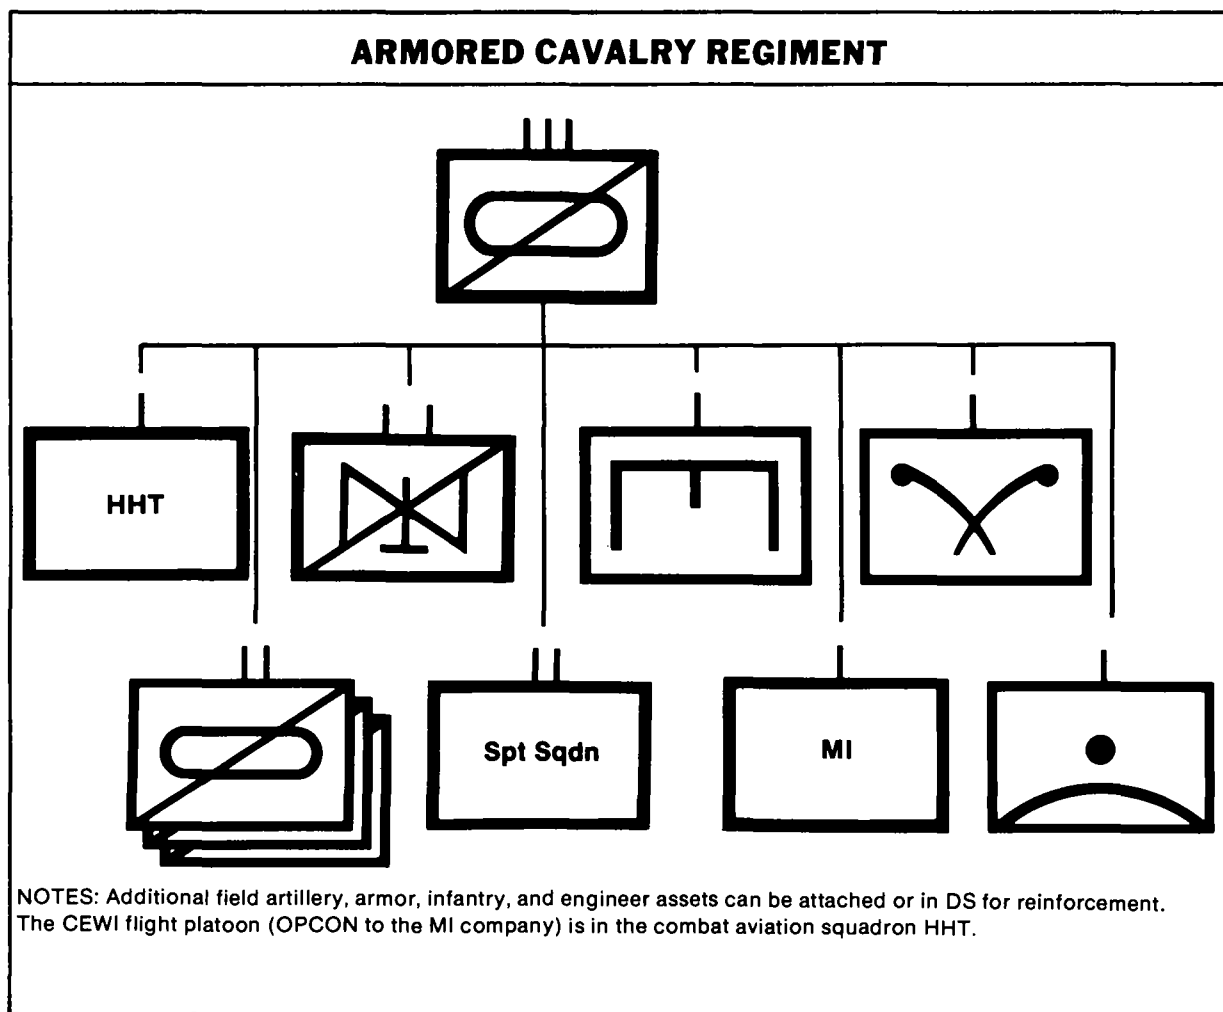 ARMORED CAVALRY REGIMENT
HHT
Spt Sqdn
MI
NOTES: Additional field artillery, armor, infantry, and engineer assets can be attached or in DS for reinforcement.
The CEWI flight platoon (OPCON to the MI company) is in the combat aviation squadron HHT.